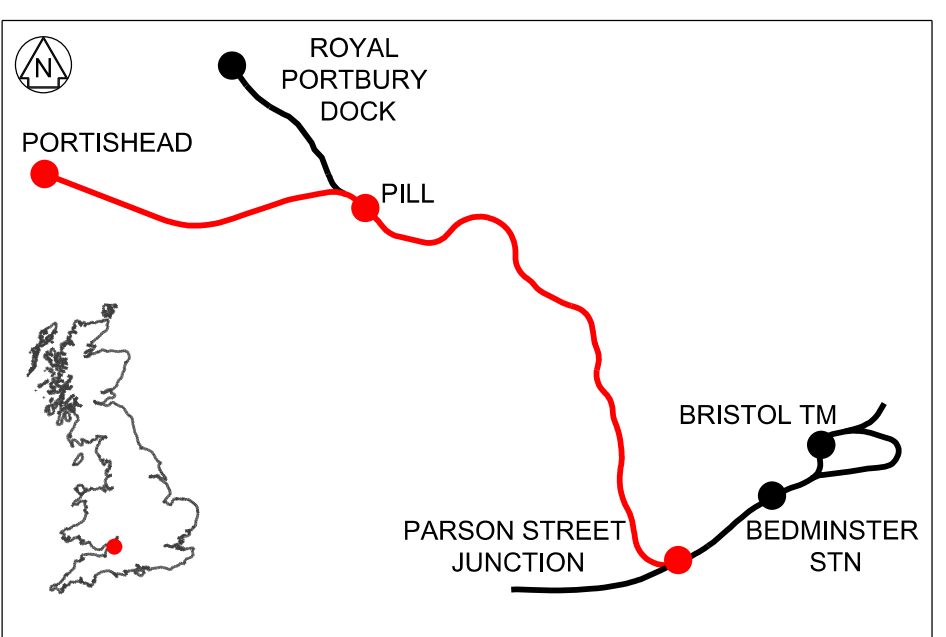 N
ROYAL
PORTBURY
DOCK
PORTISHEAD
PILL
BRISTOL TM
PARSON STREET
JUNCTION
BEDMINSTER
STN